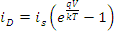 i_D = i_s (e^{qV/kT} − 1)